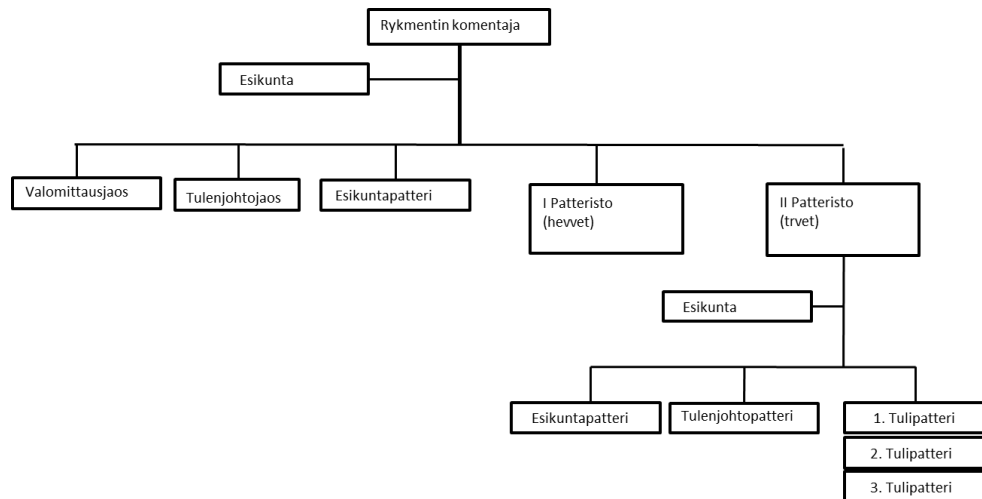 Rykmentin komentaja
Esikunta
Valomittausjaos
Tulenjohtojaos
Esikuntapatteri
I Patteristo
(hevvet)
II Patteristo
(trvet)
Esikunta
Esikuntapatteri
Tulenjohtopatteri
1. Tulipatteri
2. Tulipatteri
3. Tulipatteri